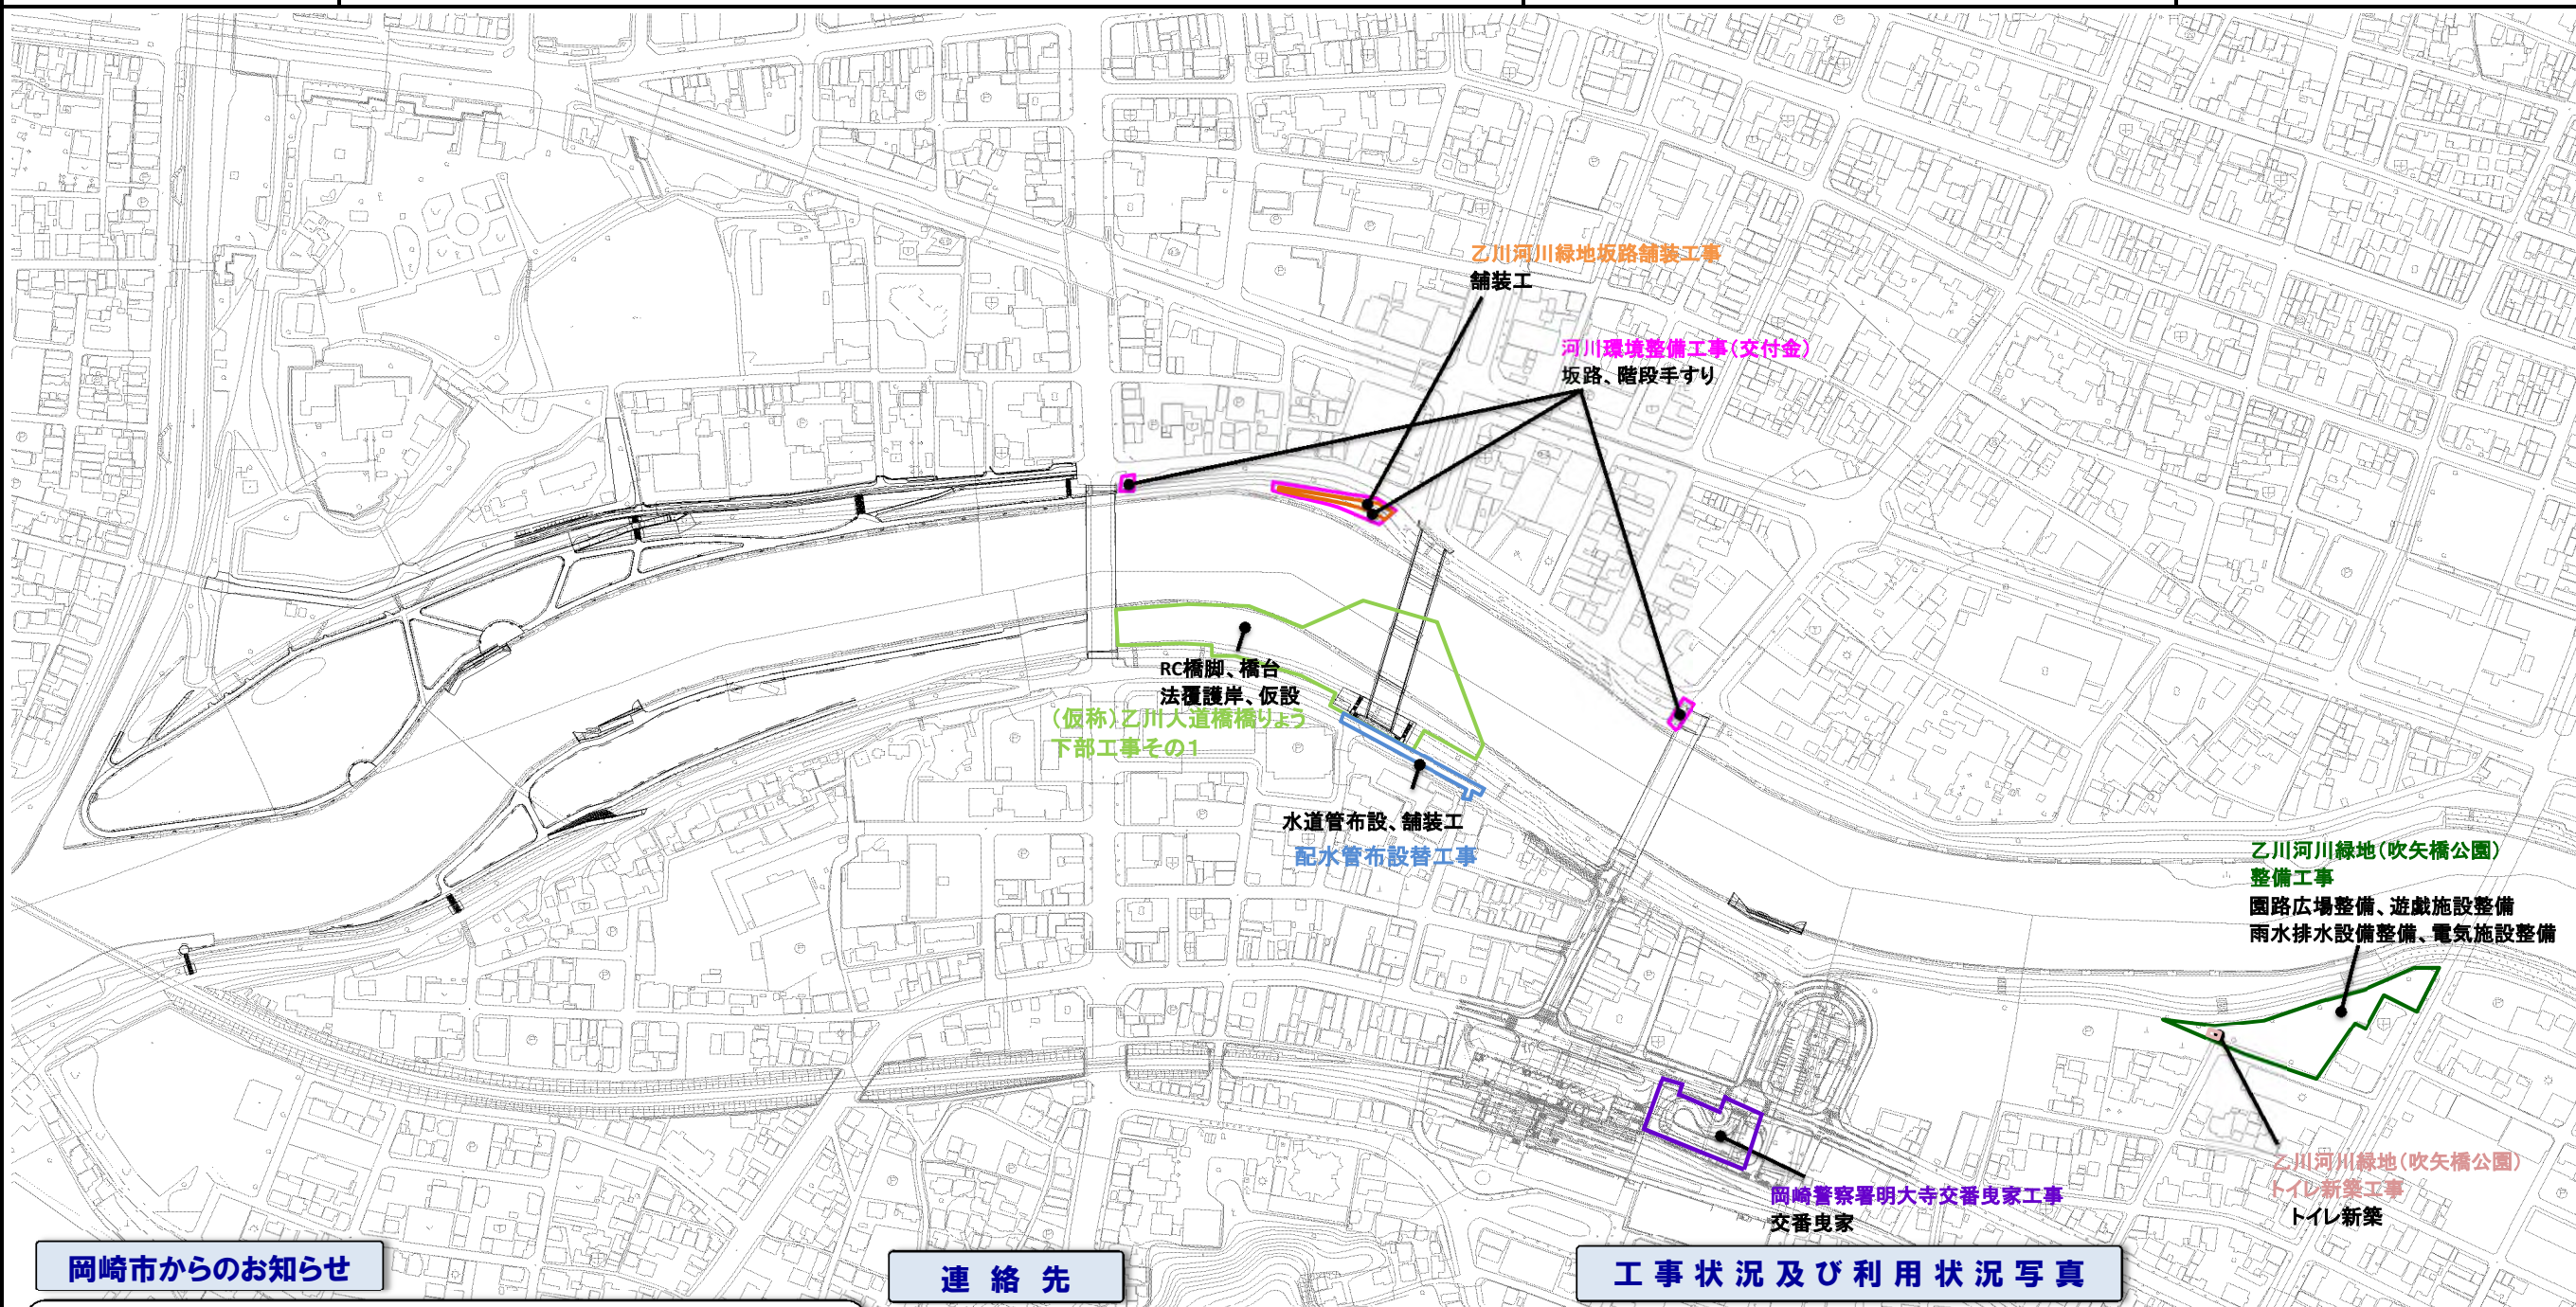 乙川河川緑地坂路舗装工事
舗装工
河川環境整備工事(交付金)
坂路、階段手すり
RC橋脚、橋台
法覆護岸、仮設
(仮称)乙川人道橋橋りょう
下部工事その1
水道管布設、舗装工
配水管布設替工事
乙川河川緑地(吹矢橋公園)
整備工事
園路広場整備、遊戯施設整備
雨水排水設備整備、電気施設整備
乙川河川緑地(吹矢橋公園)
トイレ新築工事
トイレ新築
岡崎警察署明大寺交番曳家工事
交番曳家
岡崎市からのお知らせ
連絡先
工事状況及び利用状況写真